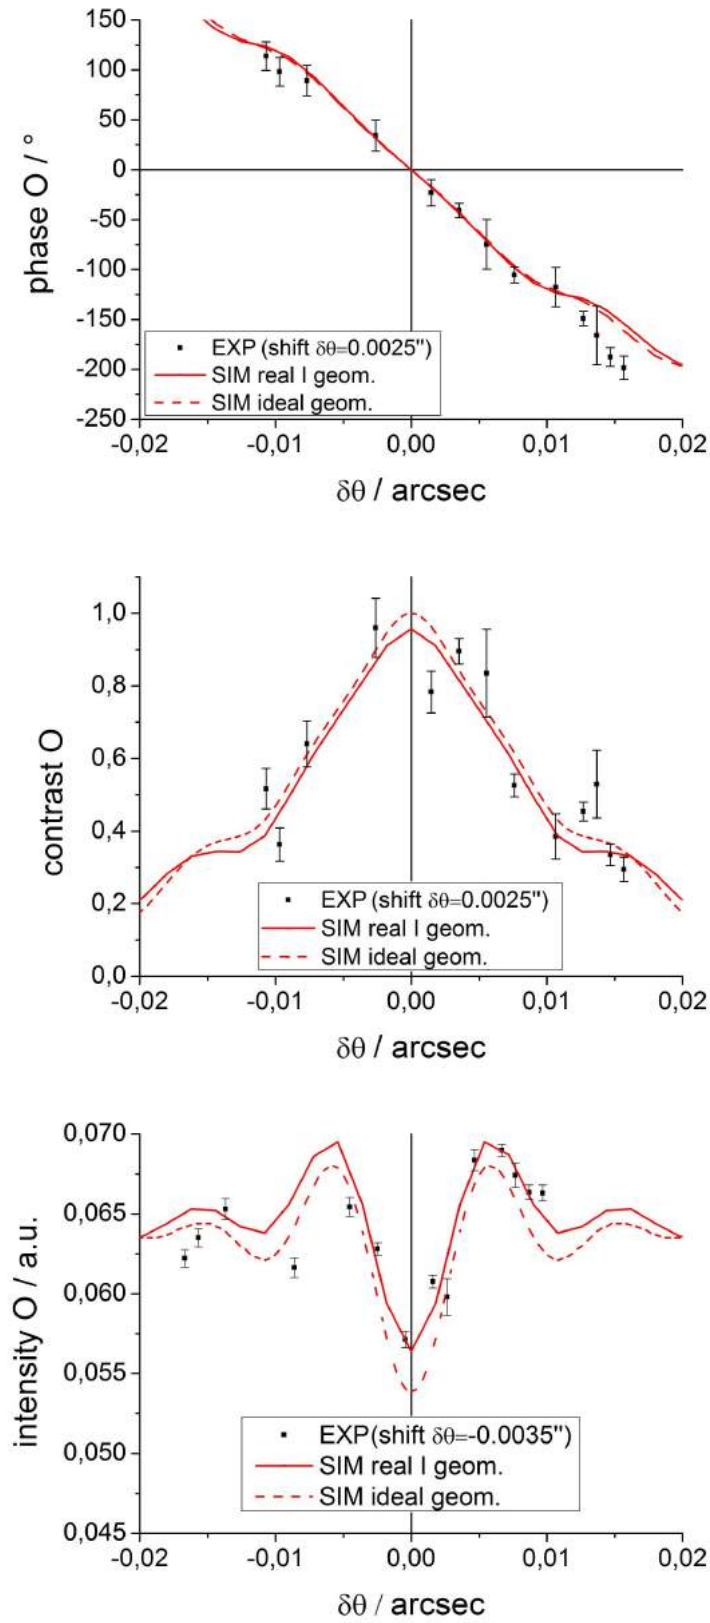 150
100
50
0
-50
-100
-150
-200
-250
phase O / °
EXP (shift δθ=0.0025")
SIM real I geom.
SIM ideal geom.
-0,02 -0,01 0,00 0,01 0,02
δθ / arcsec
1,0
0,8
0,6
0,4
0,2
0,0
contrast O
EXP (shift δθ=0.0025")
SIM real I geom.
SIM ideal geom.
-0,02 -0,01 0,00 0,01 0,02
δθ / arcsec
0,070
0,065
0,060
0,055
0,050
0,045
intensity O / a.u.
EXP(shift δθ=-0.0035")
SIM real I geom.
SIM ideal geom.
-0,02 -0,01 0,00 0,01 0,02
δθ / arcsec